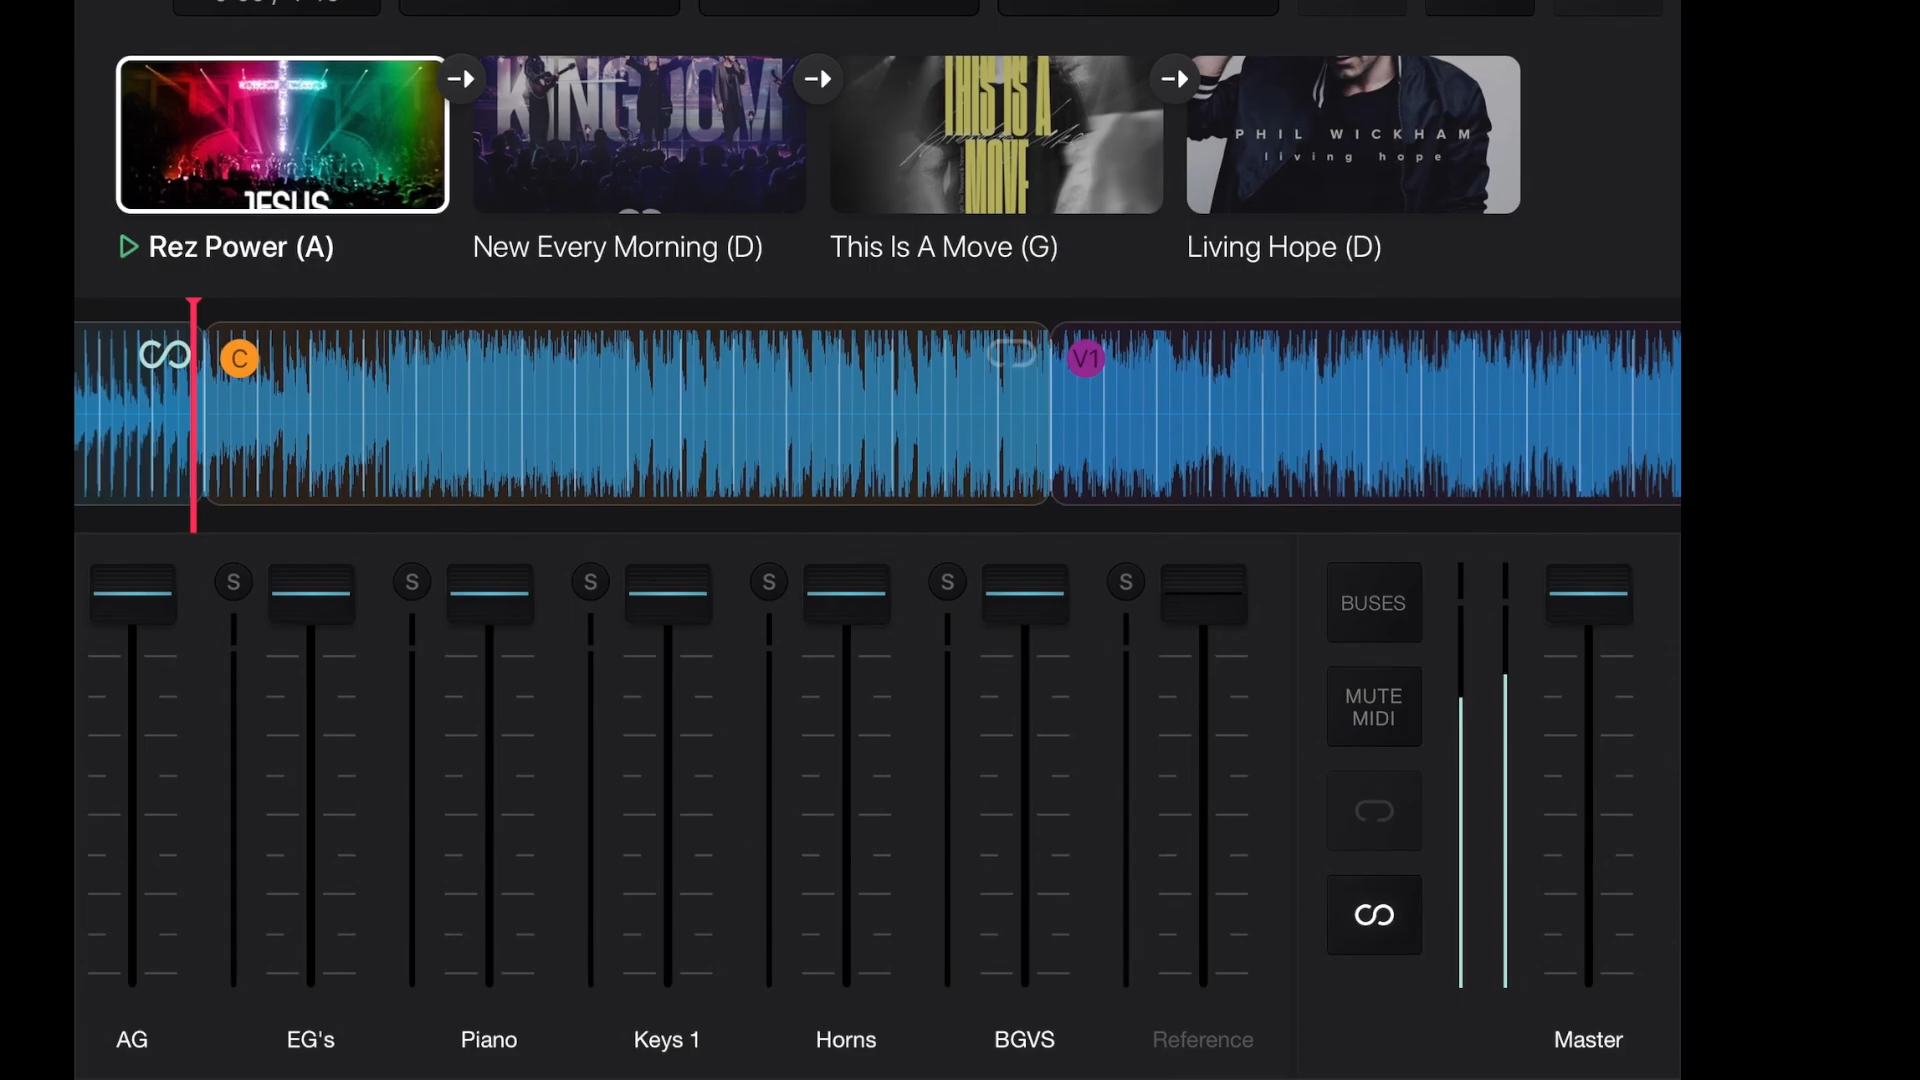 KINGDOM
THIS IS A
MOVE
PHIL WICKHAM
living hope
JESUS
Rez Power (A)
New Every Morning (D)
This Is A Move (G)
Living Hope (D)
C
V1
S
S
S
S
S
S
BUSES
MUTE
MIDI
AG
EG's
Piano
Keys 1
Horns
BGVS
Reference
Master